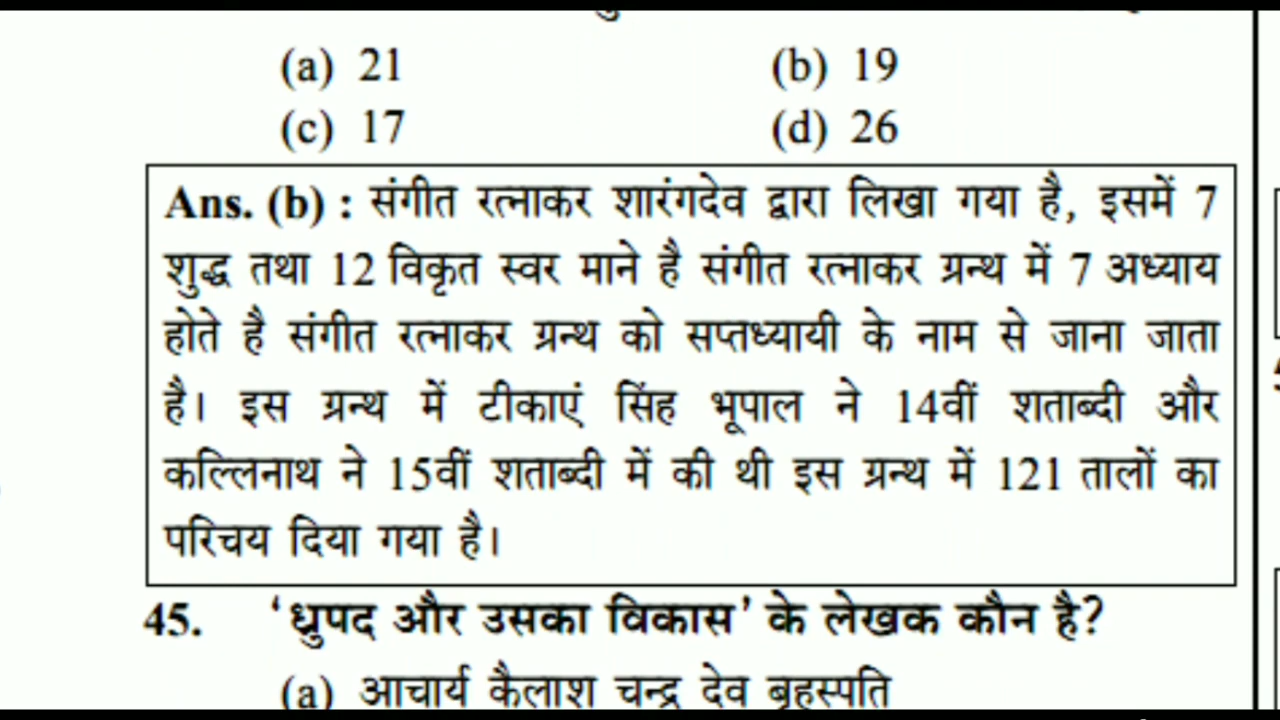 (a) 21 (b) 19
(c) 17 (d) 26
Ans. (b) : संगीत रत्नाकर शारंगदेव द्वारा लिखा गया है, इसमें 7
शुद्ध तथा 12 विकृत स्वर माने है संगीत रत्नाकर ग्रन्थ में 7 अध्याय
होते है संगीत रत्नाकर ग्रन्थ को सप्तध्यायी के नाम से जाना जाता
है। इस ग्रन्थ में टीकाएं सिंह भूपाल ने 14वीं शताब्दी और
कल्लिनाथ ने 15वीं शताब्दी में की थी इस ग्रन्थ में 121 तालों का
परिचय दिया गया है।
45. ‘ध्रुपद और उसका विकास’ के लेखक कौन है?
(a) आचार्य कैलाश चन्द्र देव बृहस्पति